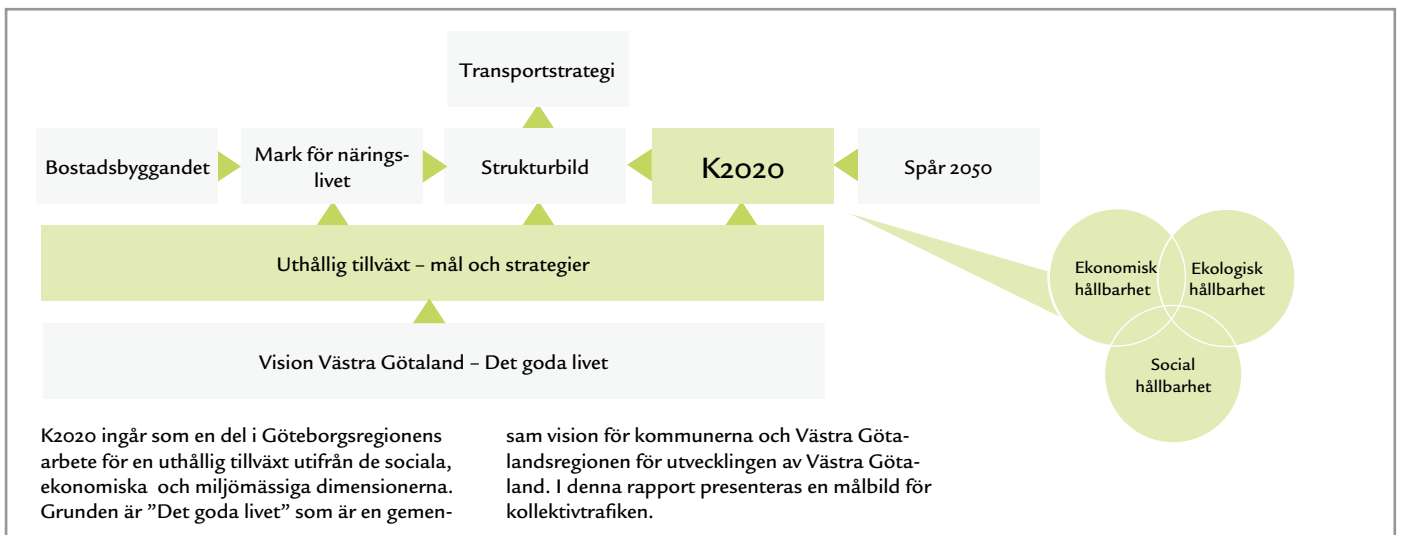 Transportstrategi
Bostadsbyggandet
Mark för närings-
livet
Strukturbild
K2020
Spår 2050
Uthållig tillväxt – mål och strategier
Ekonomisk
hållbarhet
Ekologisk
hållbarhet
Social
hållbarhet
Vision Västra Götaland – Det goda livet
K2020 ingår som en del i Göteborgsregionens
arbete för en uthållig tillväxt utifrån de sociala,
ekonomiska och miljömässiga dimensionerna.
Grunden är ”Det goda livet” som är en gemen-
sam vision för kommunerna och Västra Göta-
landsregionen för utvecklingen av Västra Göta-
land. I denna rapport presenteras en målbild för
kollektivtrafiken.